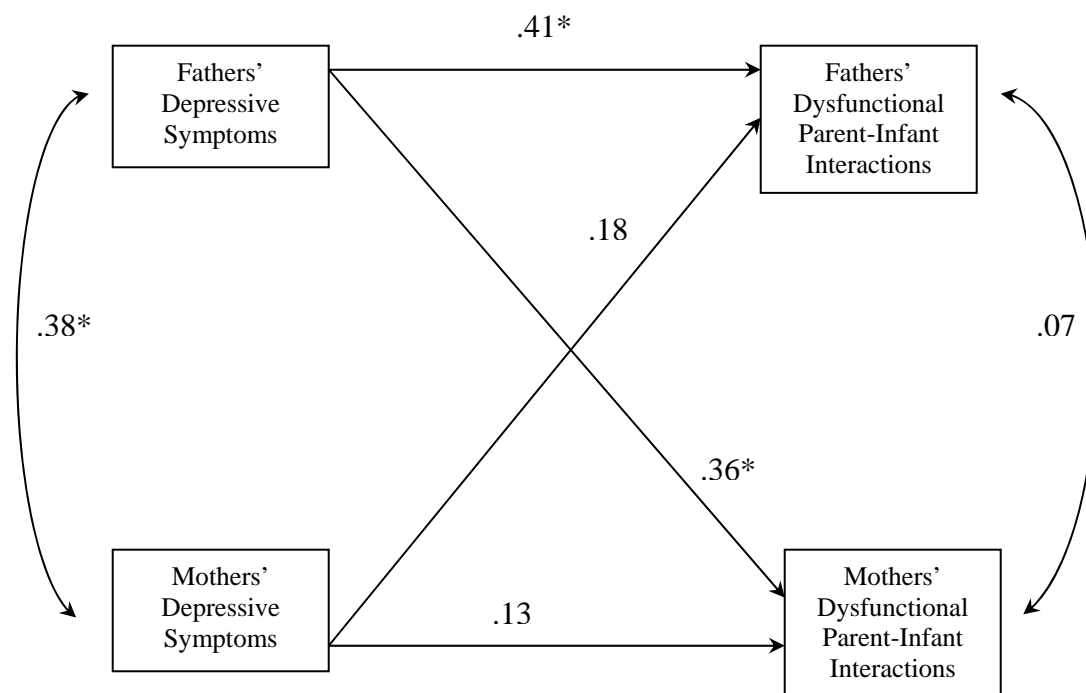 .41*
Fathers’
Depressive
Symptoms
Fathers’
Dysfunctional
Parent-Infant
Interactions
.18
.38*
.07
.36*
Mothers’
Depressive
Symptoms
.13
Mothers’
Dysfunctional
Parent-Infant
Interactions